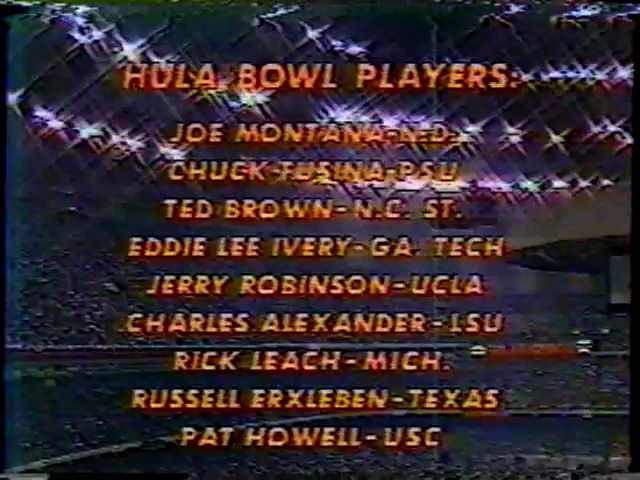 HULA BOWL PLAYERS:
JOE MONTANA-N.D.
CHUCK FUSINA-PSU
TED BROWN-N.C. ST.
EDDIE LEE IVERY-GA. TECH
JERRY ROBINSON-UCLA
CHARLES ALEXANDER-LSU
RICK LEACH-MICH.
RUSSELL ERXLEBEN-TEXAS
PAT HOWELL-USC